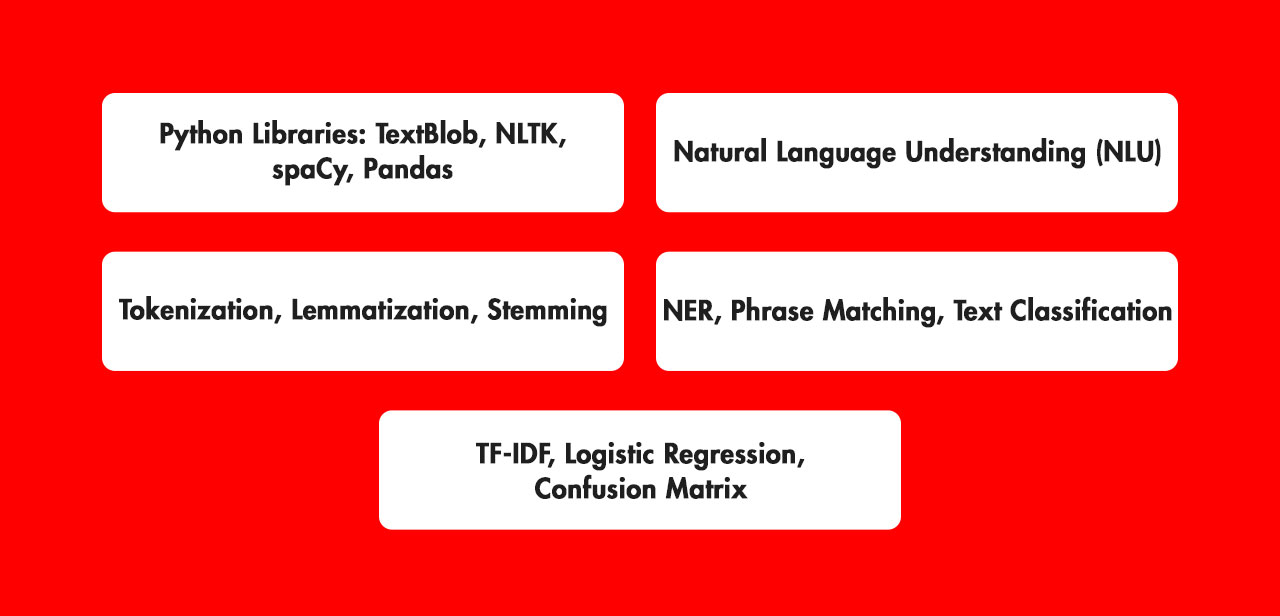 Python Libraries: TextBlob, NLTK,
spaCy, Pandas
Natural Language Understanding (NLU)
Tokenization, Lemmatization, Stemming
NER, Phrase Matching, Text Classification
TF-IDF, Logistic Regression,
Confusion Matrix